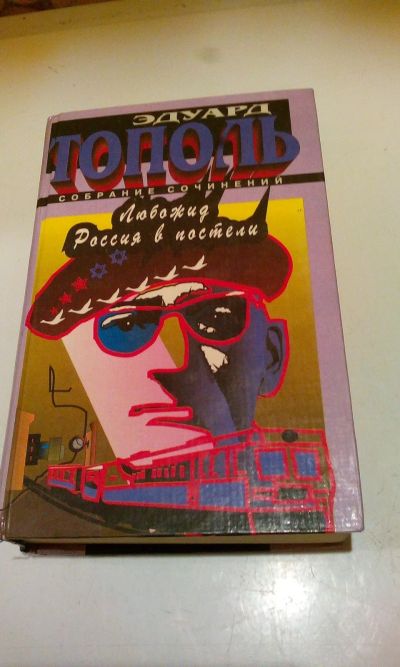 ЭДУАРД
ТОПОЛЬ
СОБРАНИЕ СОЧИНЕНИЙ
Любожид
Россия в постели